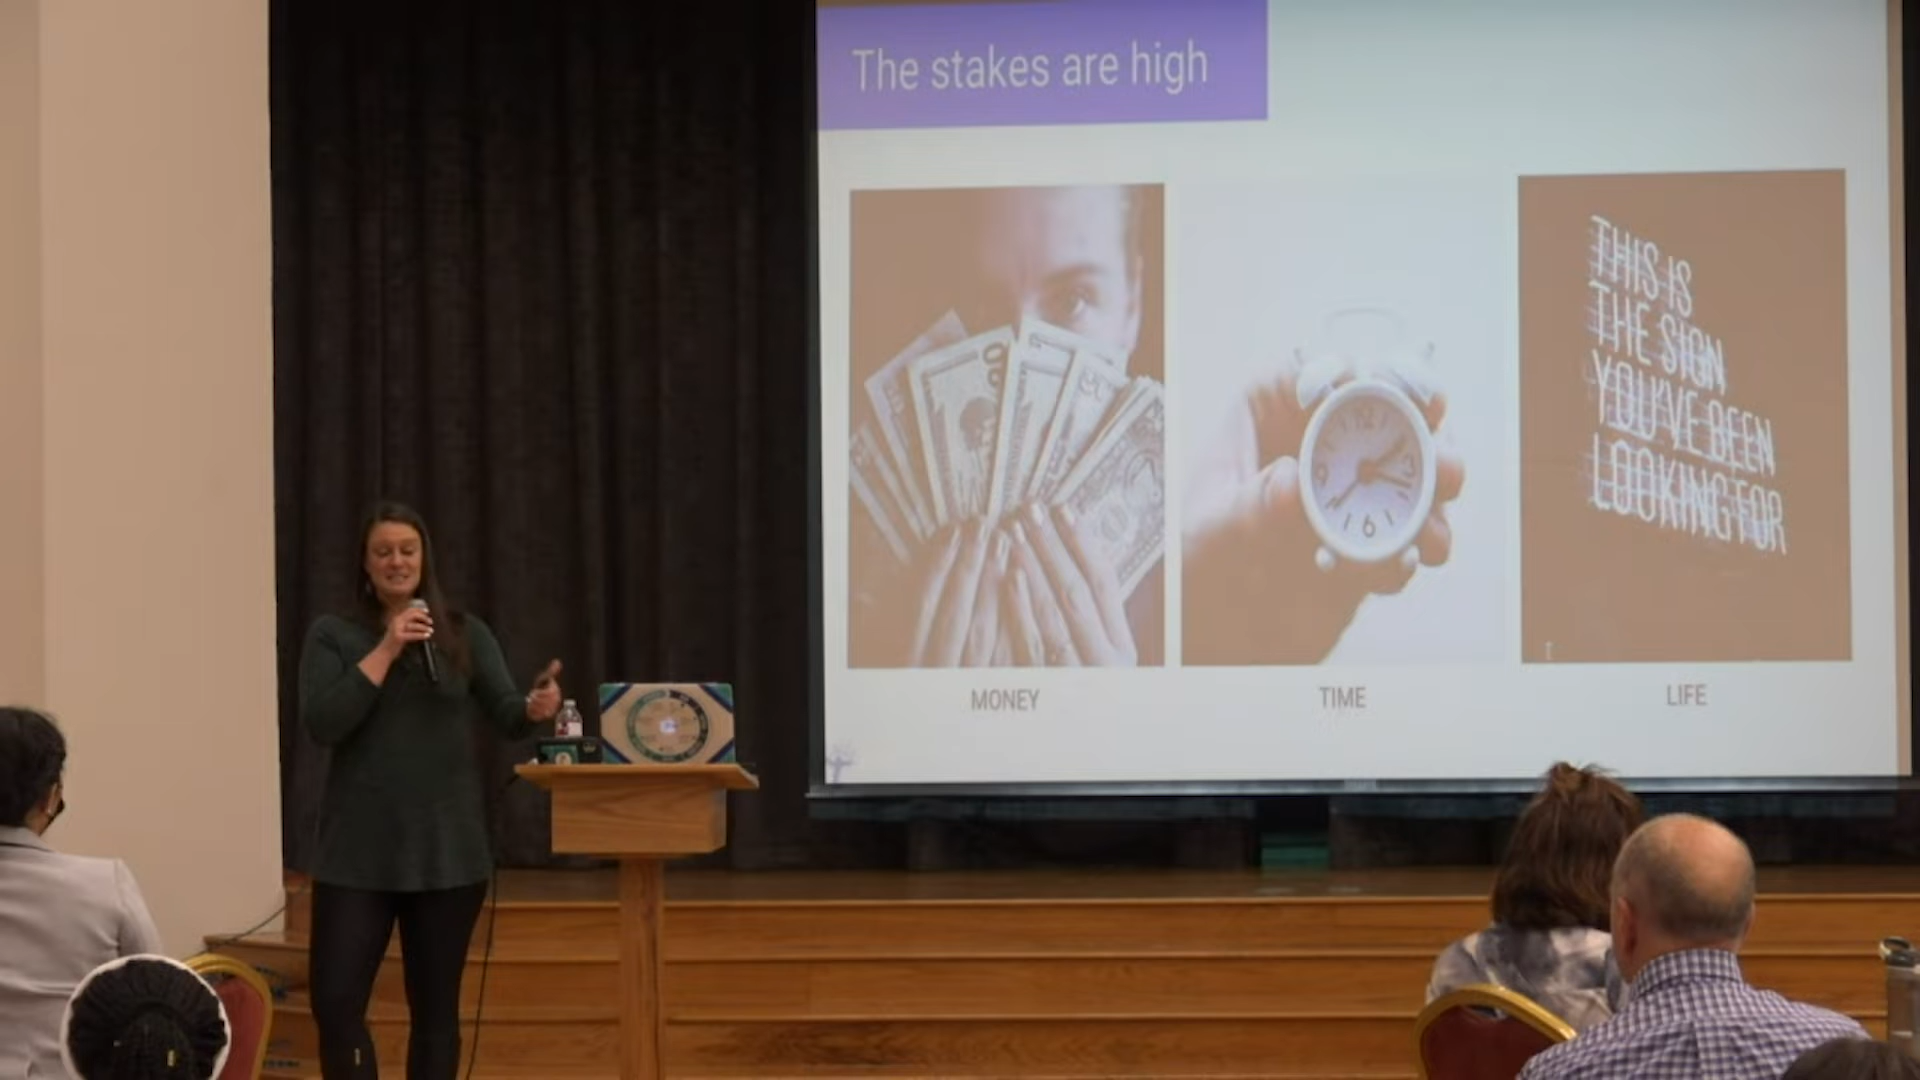 The stakes are high
THIS IS
THE SIGN
YOU'VE BEEN
LOOKING FOR
MONEY
TIME
LIFE